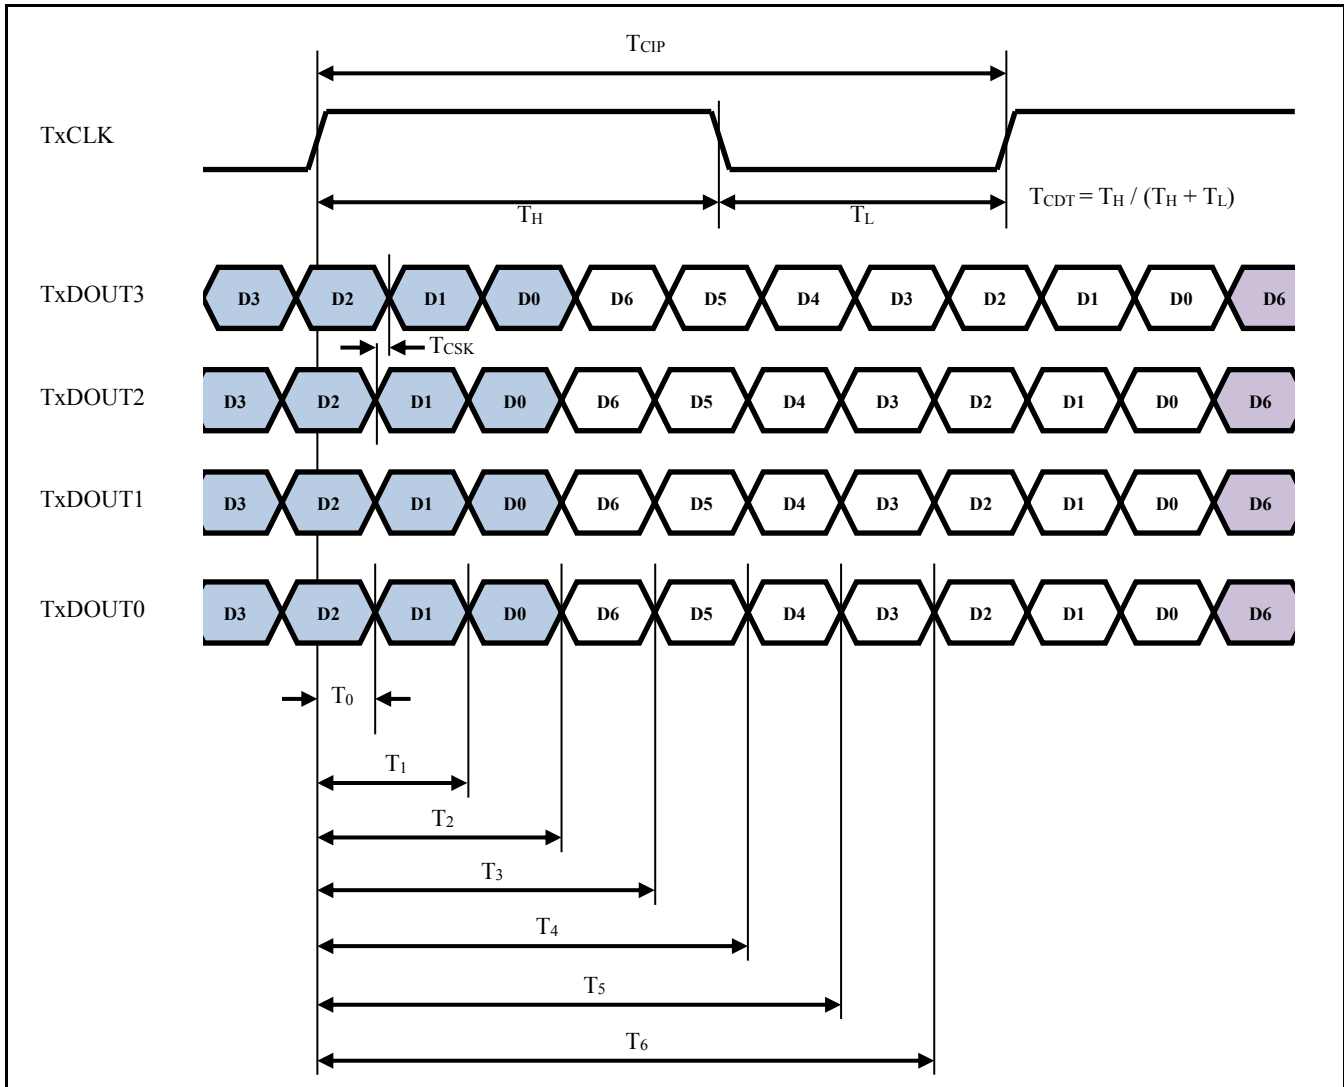 TCIP
TxCLK
TH
TL
TCDT = TH / (TH + TL)
TxDOUT3
D3 D2 D1 D0 D6 D5 D4 D3 D2 D1 D0 D6
TCSK
TxDOUT2
D3 D2 D1 D0 D6 D5 D4 D3 D2 D1 D0 D6
TxDOUT1
D3 D2 D1 D0 D6 D5 D4 D3 D2 D1 D0 D6
TxDOUT0
D3 D2 D1 D0 D6 D5 D4 D3 D2 D1 D0 D6
T0
T1
T2
T3
T4
T5
T6